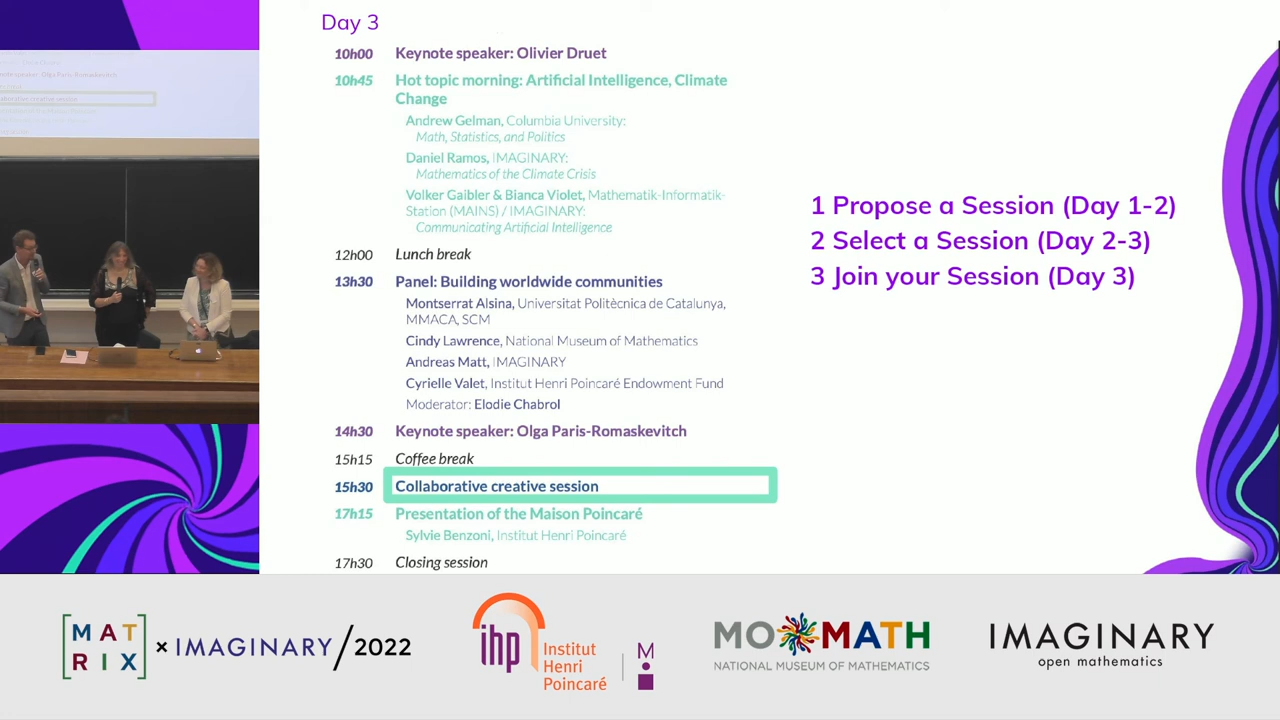 Day 3
10h00 Keynote speaker: Olivier Druet
10h45 Hot topic morning: Artificial Intelligence, Climate
Change
Andrew Gelman, Columbia University:
Math, Statistics, and Politics
Daniel Ramos, IMAGINARY:
Mathematics of the Climate Crisis
Volker Gaibler & Bianca Violet, Mathematik-Informatik-
Station (MAINS) / IMAGINARY:
Communicating Artificial Intelligence
12h00 Lunch break
13h30 Panel: Building worldwide communities
Montserrat Alsina, Universitat Politècnica de Catalunya,
MMACA, SCM
Cindy Lawrence, National Museum of Mathematics
Andreas Matt, IMAGINARY
Cyrielle Valet, Institut Henri Poincaré Endowment Fund
Moderator: Elodie Chabrol
14h30 Keynote speaker: Olga Paris-Romaskevitch
15h15 Coffee break
15h30 Collaborative creative session
17h15 Presentation of the Maison Poincaré
Sylvie Benzoni, Institut Henri Poincaré
17h30 Closing session
1 Propose a Session (Day 1-2)
2 Select a Session (Day 2-3)
3 Join your Session (Day 3)
MAT
RIX × IMAGINARY/2022
ihp Institut
Henri
Poincaré
M
MOMATH
NATIONAL MUSEUM OF MATHEMATICS
IMAGINARY
open mathematics